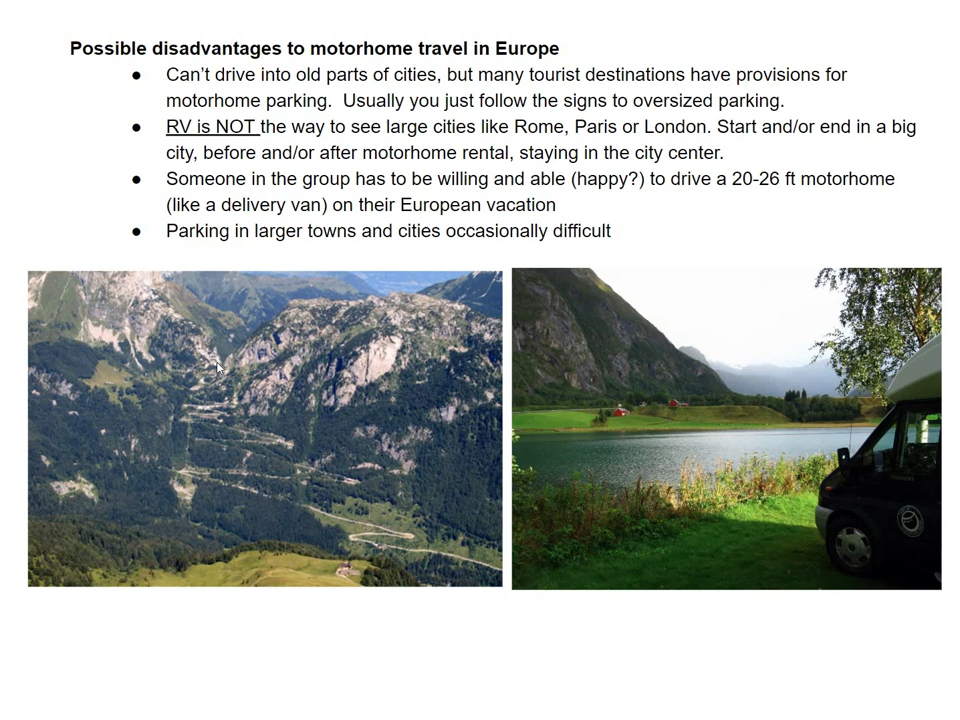 Possible disadvantages to motorhome travel in Europe
● Can’t drive into old parts of cities, but many tourist destinations have provisions for
motorhome parking.  Usually you just follow the signs to oversized parking.
● RV is NOT the way to see large cities like Rome, Paris or London. Start and/or end in a big
city, before and/or after motorhome rental, staying in the city center.
● Someone in the group has to be willing and able (happy?) to drive a 20-26 ft motorhome
(like a delivery van) on their European vacation
● Parking in larger towns and cities occasionally difficult